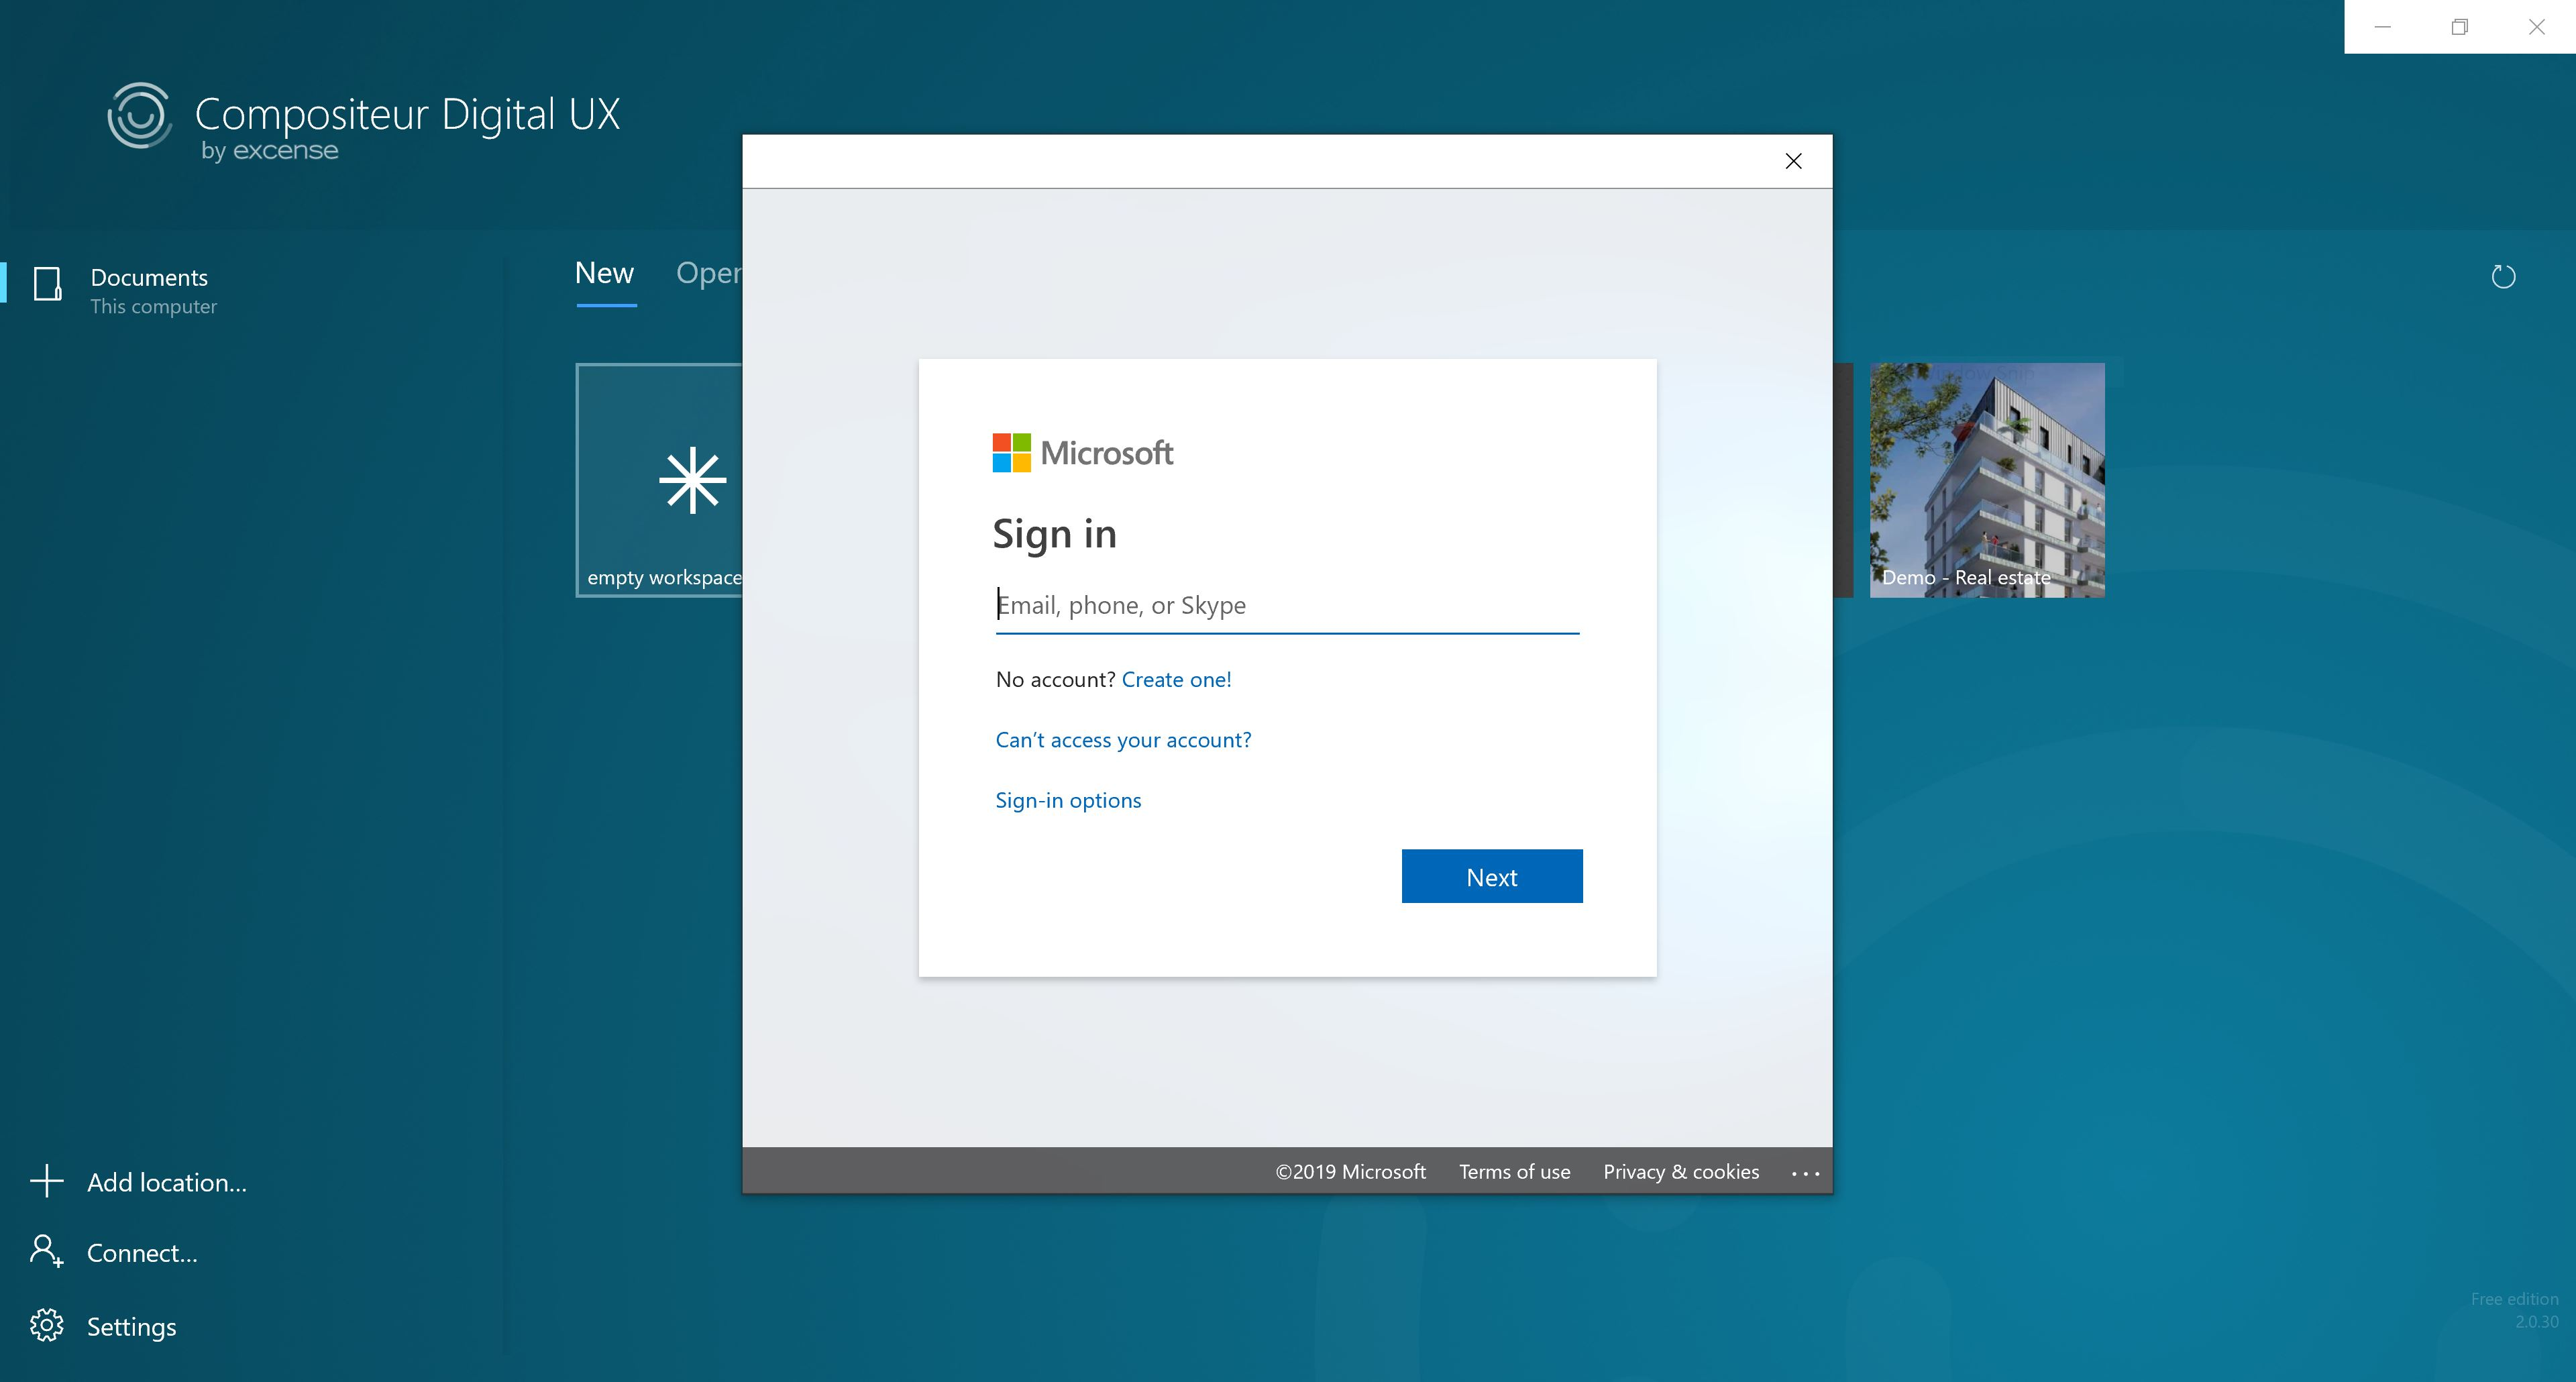 Compositeur Digital UX
by excense
Documents
This computer
New
empty workspace
Microsoft
Sign in
Email, phone, or Skype
No account? Create one!
Can't access your account?
Sign-in options
Next
©2019 Microsoft Terms of use Privacy & cookies ...
Demo - Real estate
Add location...
Connect...
Settings
Free edition
2.0.30